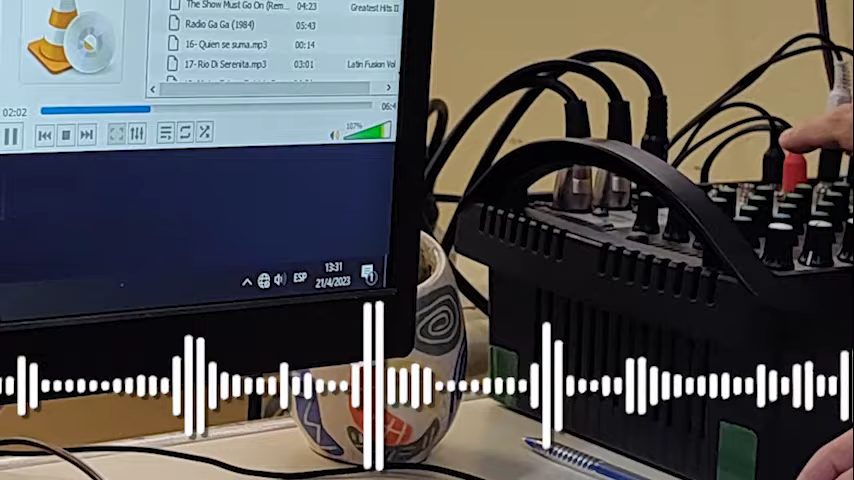 The Show Must Go On (Rem... 04:23 Greatest Hits II
Radio Ga Ga (1984) 05:43
16- Quien se suma.mp3 00:14
17- Rio Di Serenita.mp3 03:01 Latin Fusion Vol
02:02 06:4
107%
ESP
13:31
21/4/2023
1